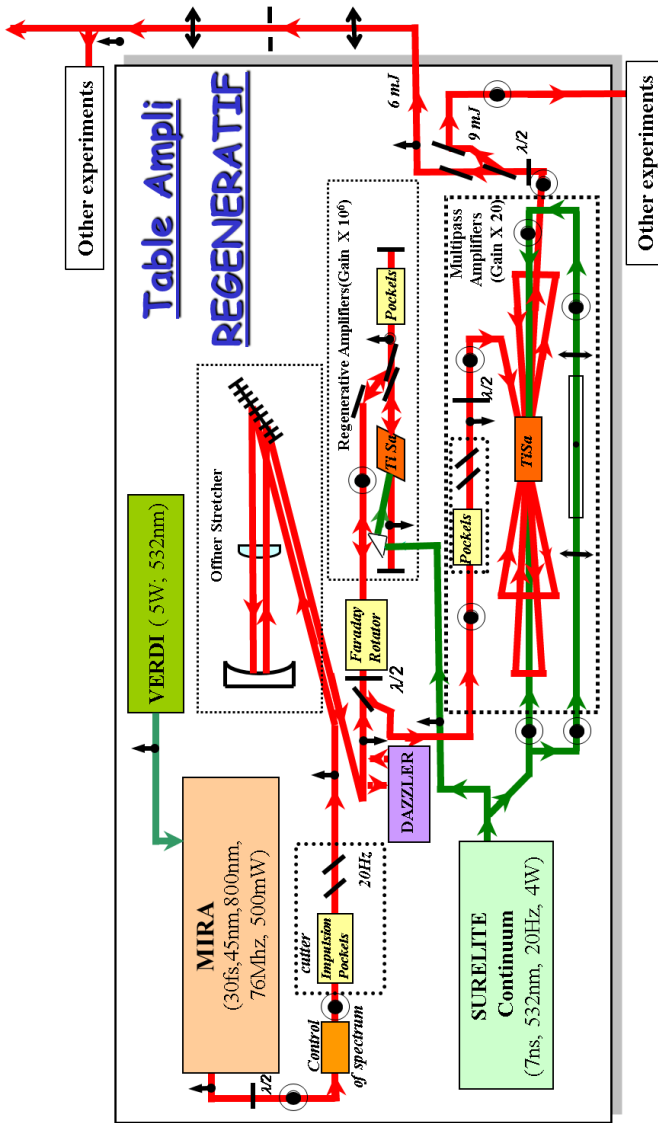 Table Ampli
REGENERATIF
Other experiments
Other experiments
6 mJ
9 mJ
λ/2
VERDI ( 5W; 532nm)
MIRA
(30fs,45nm,800nm,
76Mhz, 500mW)
λ/2
Control
of spectrum
cutter
Impulsion
Pockels
20Hz
Offner Stretcher
DAZZLER
Faraday
Rotator
λ/2
Regenerative Amplifiers(Gain X 10⁶)
Ti Sa
Pockels
Multipass
Amplifiers
(Gain X 20)
Pockels
λ/2
TiSa
SURELITE
Continuum
(7ns, 532nm, 20Hz, 4W)